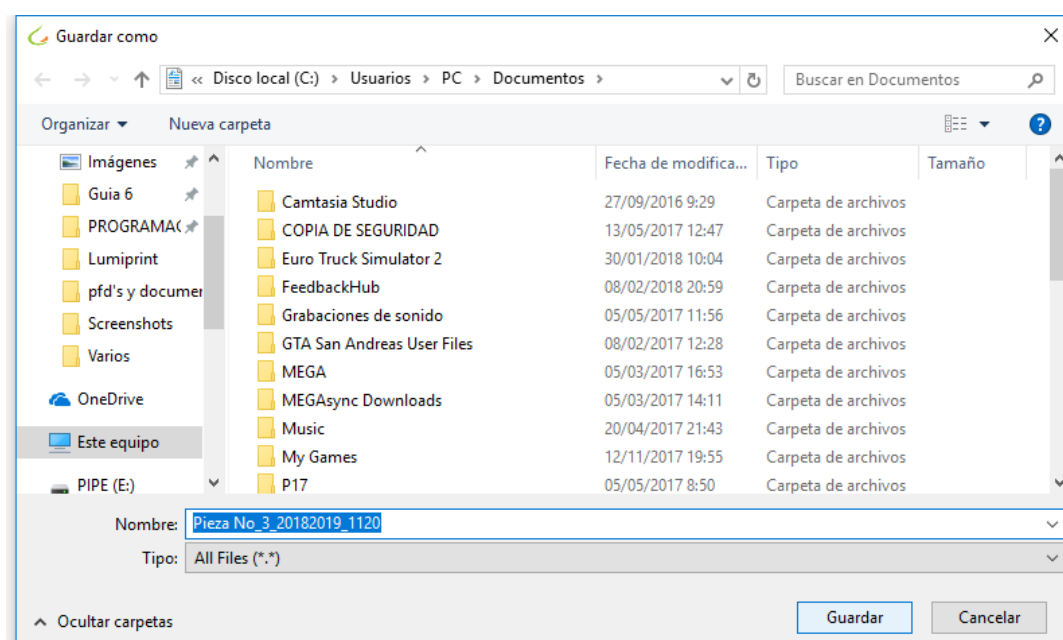 Guardar como
« Disco local (C:) > Usuarios > PC > Documentos >
Buscar en Documentos
Organizar
Nueva carpeta
Imágenes
Guia 6
PROGRAMAC
Lumiprint
pfd's y documer
Screenshots
Varios
OneDrive
Este equipo
PIPE (E:)
Nombre Fecha de modifica... Tipo Tamaño
Camtasia Studio 27/09/2016 9:29 Carpeta de archivos
COPIA DE SEGURIDAD 13/05/2017 12:47 Carpeta de archivos
Euro Truck Simulator 2 30/01/2018 10:04 Carpeta de archivos
FeedbackHub 08/02/2018 20:59 Carpeta de archivos
Grabaciones de sonido 05/05/2017 11:56 Carpeta de archivos
GTA San Andreas User Files 08/02/2017 12:28 Carpeta de archivos
MEGA 05/03/2017 16:53 Carpeta de archivos
MEGAsync Downloads 05/03/2017 14:11 Carpeta de archivos
Music 20/04/2017 21:43 Carpeta de archivos
My Games 12/11/2017 19:55 Carpeta de archivos
P17 05/05/2017 8:50 Carpeta de archivos
Nombre: Pieza No_3_20182019_1120
Tipo: All Files (*.*)
Ocultar carpetas
Guardar
Cancelar